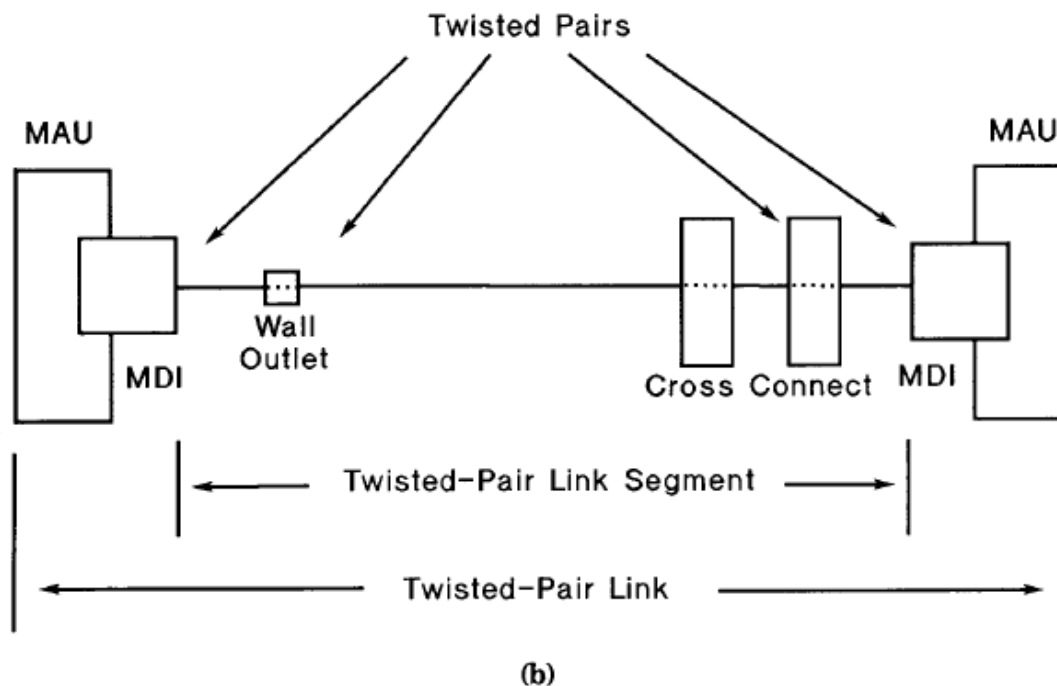 Twisted Pairs
MAU
MAU
Wall
Outlet
MDI
Cross Connect
MDI
Twisted-Pair Link Segment
Twisted-Pair Link
(b)